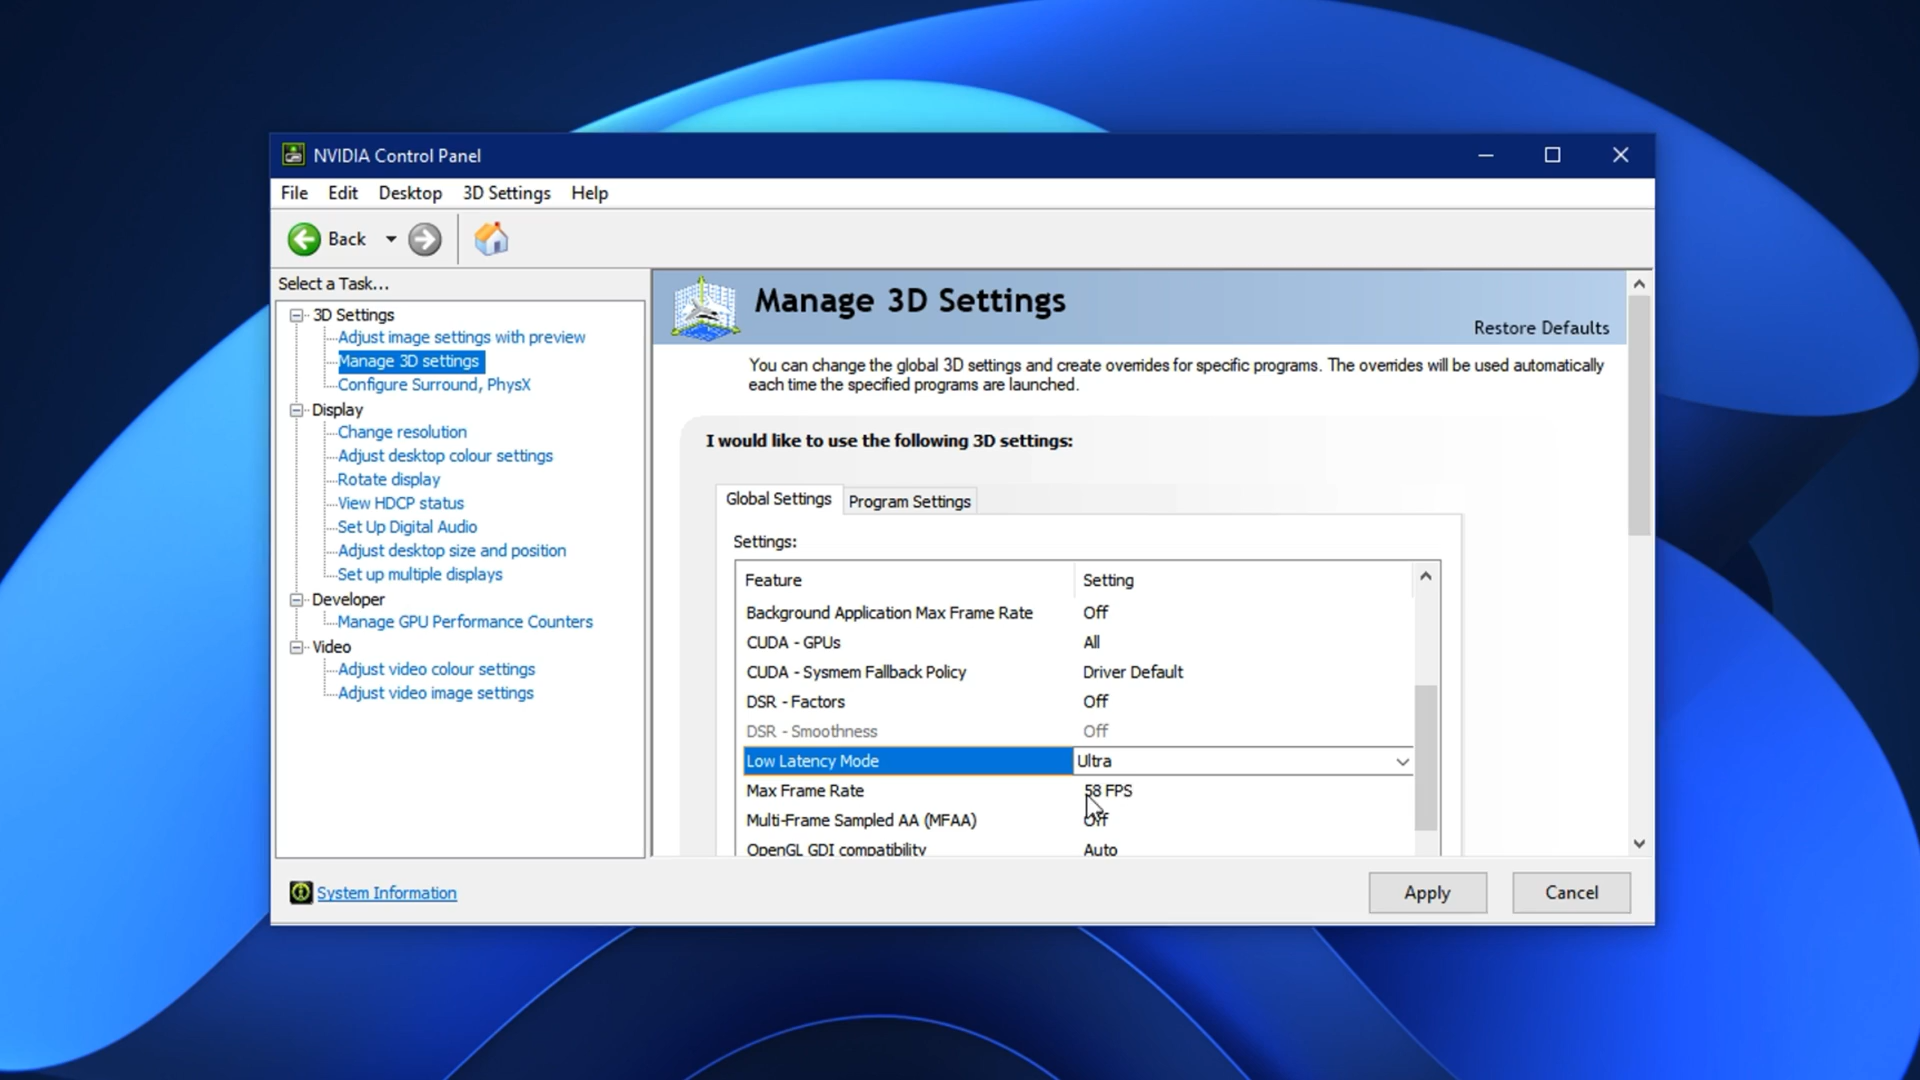 NVIDIA Control Panel
File Edit Desktop 3D Settings Help
Back
Select a Task...
3D Settings
Adjust image settings with preview
Manage 3D settings
Configure Surround, PhysX
Display
Change resolution
Adjust desktop colour settings
Rotate display
View HDCP status
Set Up Digital Audio
Adjust desktop size and position
Set up multiple displays
Developer
Manage GPU Performance Counters
Video
Adjust video colour settings
Adjust video image settings
System Information
Manage 3D Settings
Restore Defaults
You can change the global 3D settings and create overrides for specific programs. The overrides will be used automatically
each time the specified programs are launched.
I would like to use the following 3D settings:
Global Settings Program Settings
Settings:
Feature Setting
Background Application Max Frame Rate Off
CUDA - GPUs All
CUDA - Sysmem Fallback Policy Driver Default
DSR - Factors Off
DSR - Smoothness Off
Low Latency Mode Ultra
Max Frame Rate 58 FPS
Multi-Frame Sampled AA (MFAA) Off
OpenGL GDI compatibility Auto
Apply Cancel